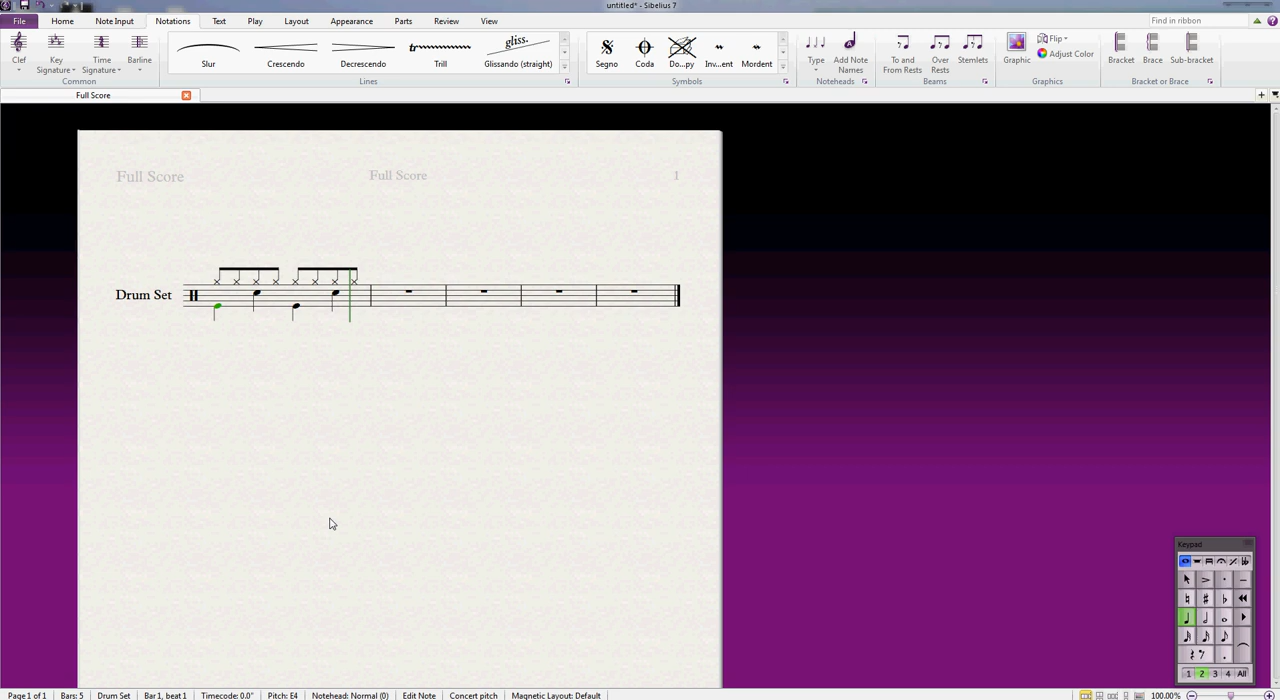 untitled* - Sibelius 7
File Home Note Input Notations Text Play Layout Appearance Parts Review View Find in ribbon
gliss.
tr
Clef Key Signature Time Signature Barline Slur Crescendo Decrescendo Trill Glissando (straight) Segno Coda Do...py Inv...ent Mordent Type Add Note Names To and From Rests Over Rests Stemlets Graphic Flip Adjust Color Bracket Brace Sub-bracket
Common Lines Symbols Noteheads Beams Graphics Bracket or Brace
Full Score
Full Score Full Score 1
Drum Set
Keypad
1 2 3 4 All
Page 1 of 1 Bars: 5 Drum Set Bar 1, beat 1 Timecode: 0.0" Pitch: E4 Notehead: Normal (0) Edit Note Concert pitch Magnetic Layout: Default 100.00%